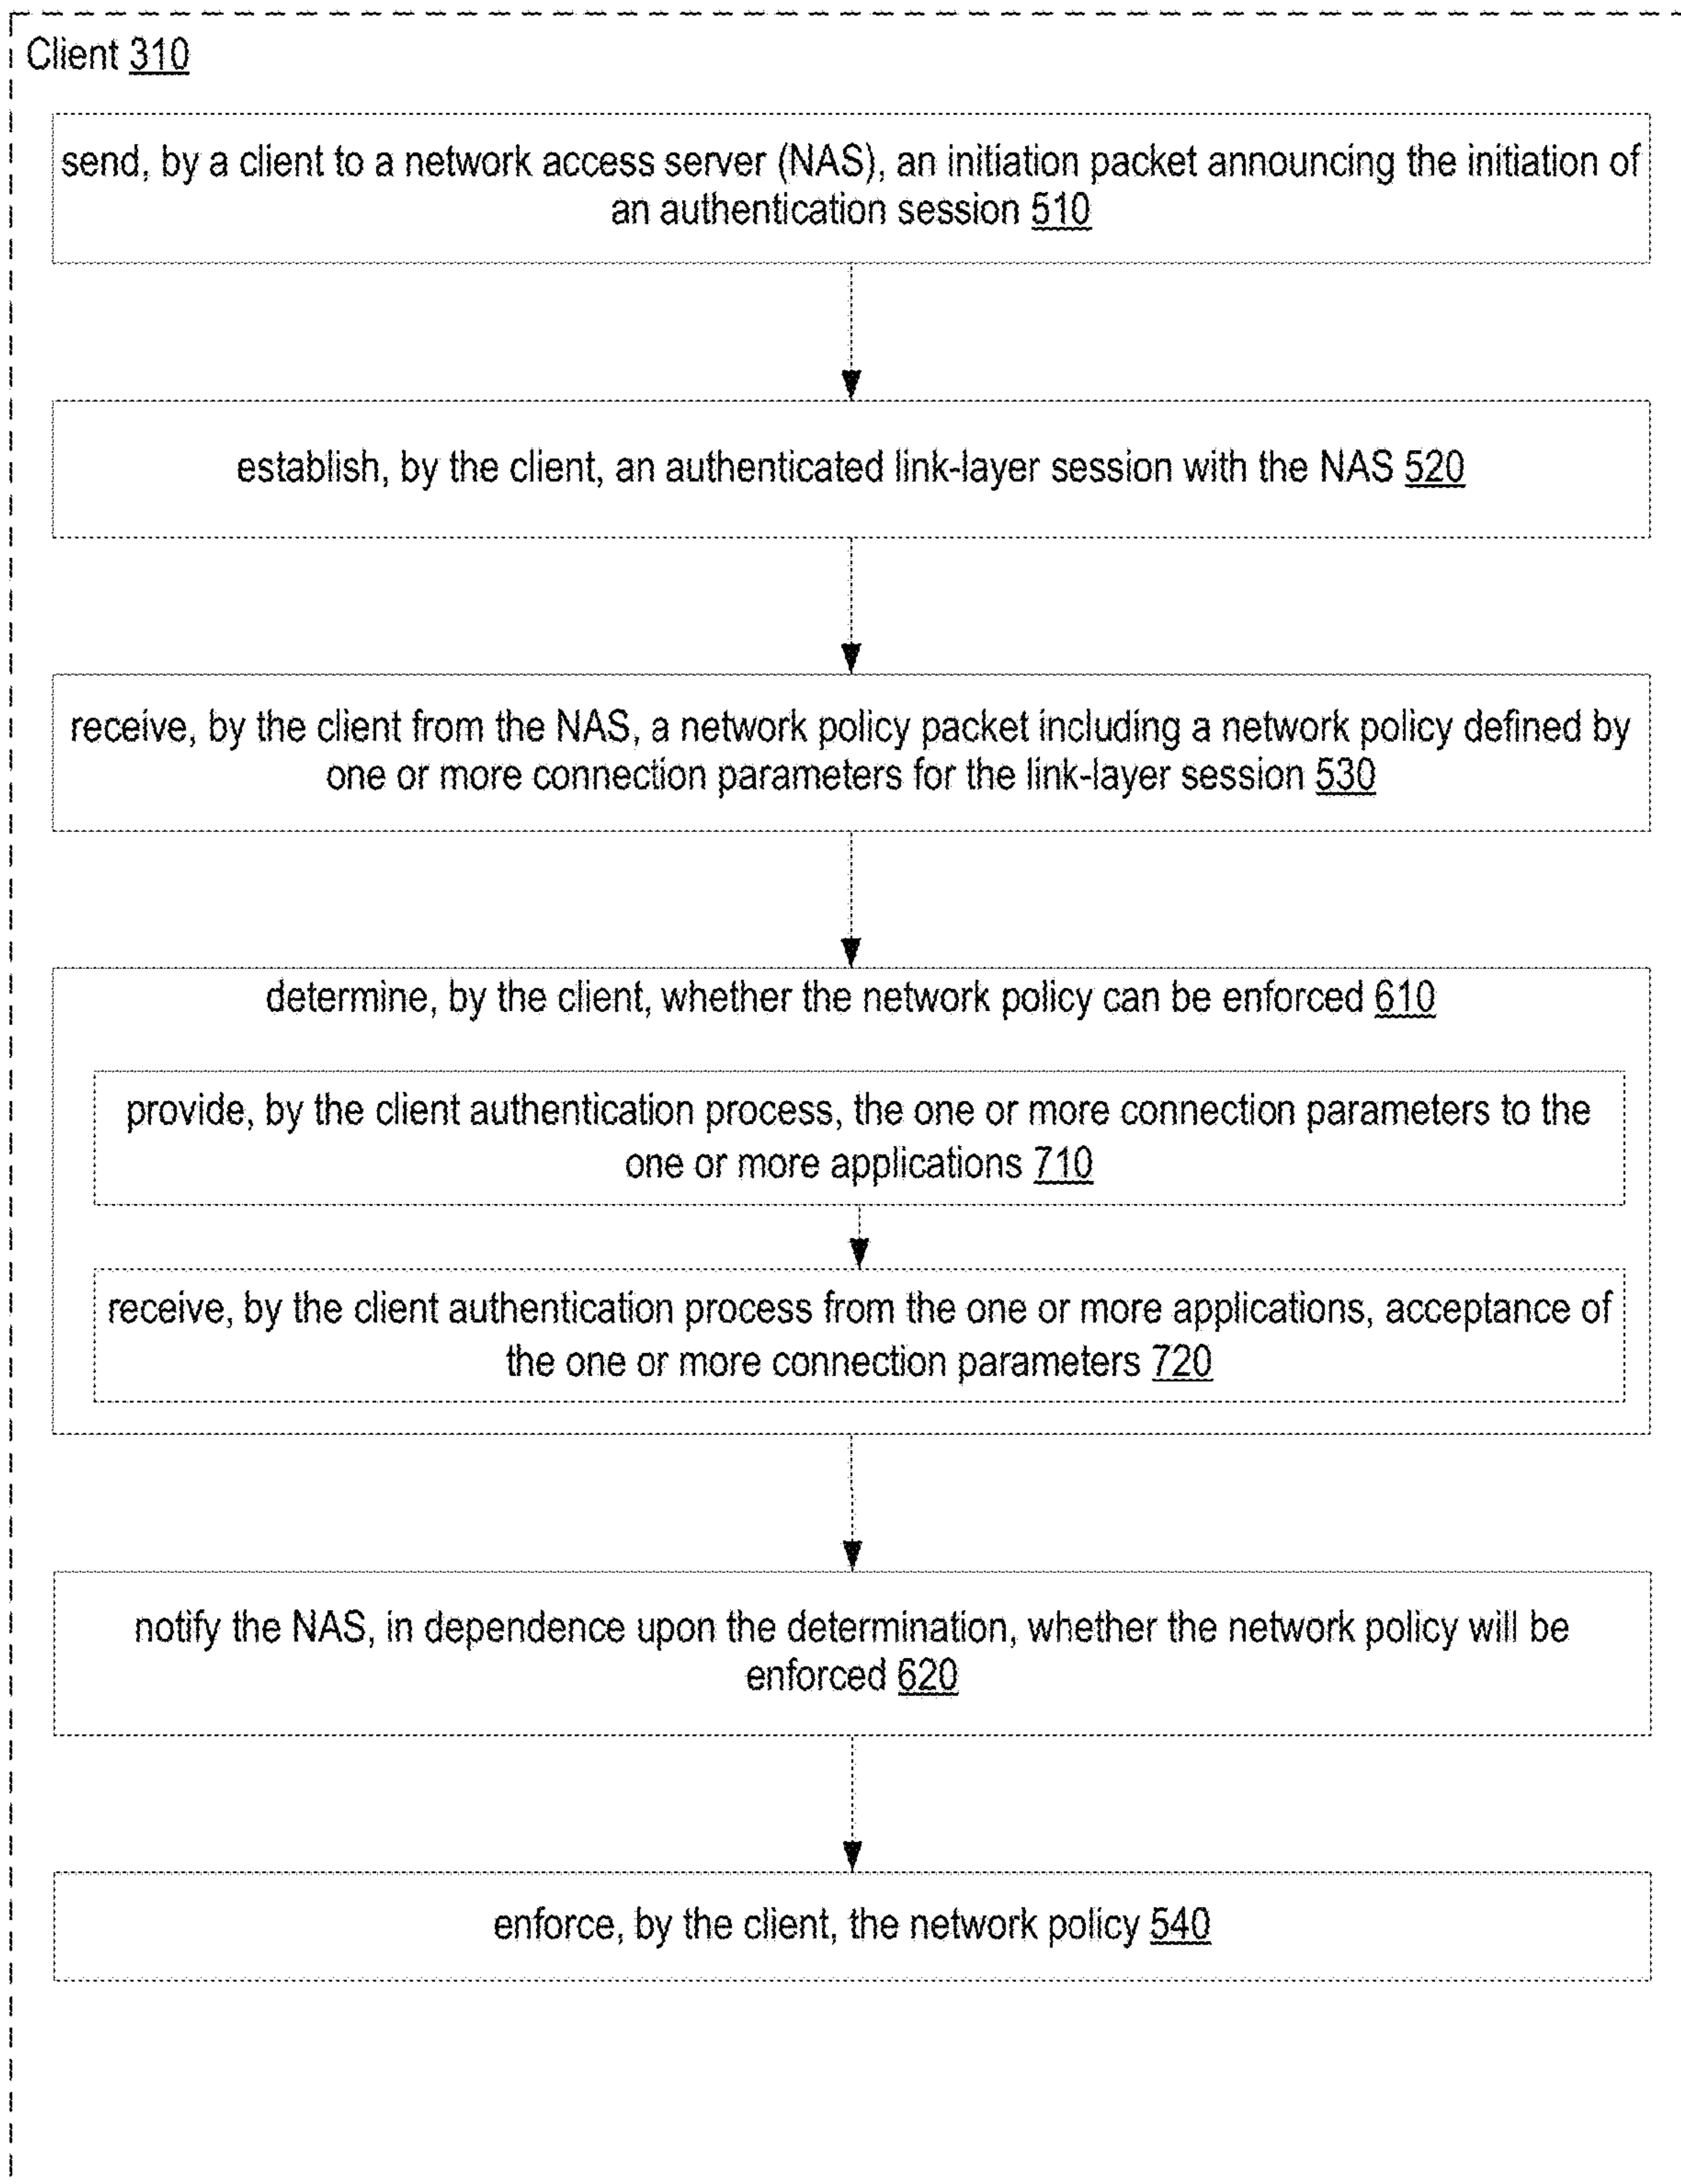 Client 310
send, by a client to a network access server (NAS), an initiation packet announcing the initiation of
an authentication session 510
establish, by the client, an authenticated link-layer session with the NAS 520
receive, by the client from the NAS, a network policy packet including a network policy defined by
one or more connection parameters for the link-layer session 530
determine, by the client, whether the network policy can be enforced 610
provide, by the client authentication process, the one or more connection parameters to the
one or more applications 710
receive, by the client authentication process from the one or more applications, acceptance of
the one or more connection parameters 720
notify the NAS, in dependence upon the determination, whether the network policy will be
enforced 620
enforce, by the client, the network policy 540